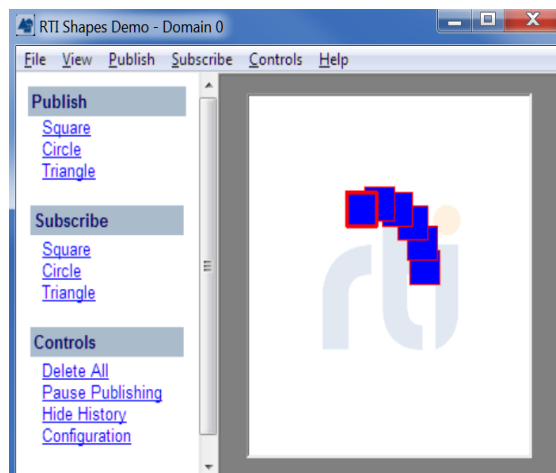 RTI Shapes Demo - Domain 0
File View Publish Subscribe Controls Help
Publish
Square
Circle
Triangle
Subscribe
Square
Circle
Triangle
Controls
Delete All
Pause Publishing
Hide History
Configuration
rti